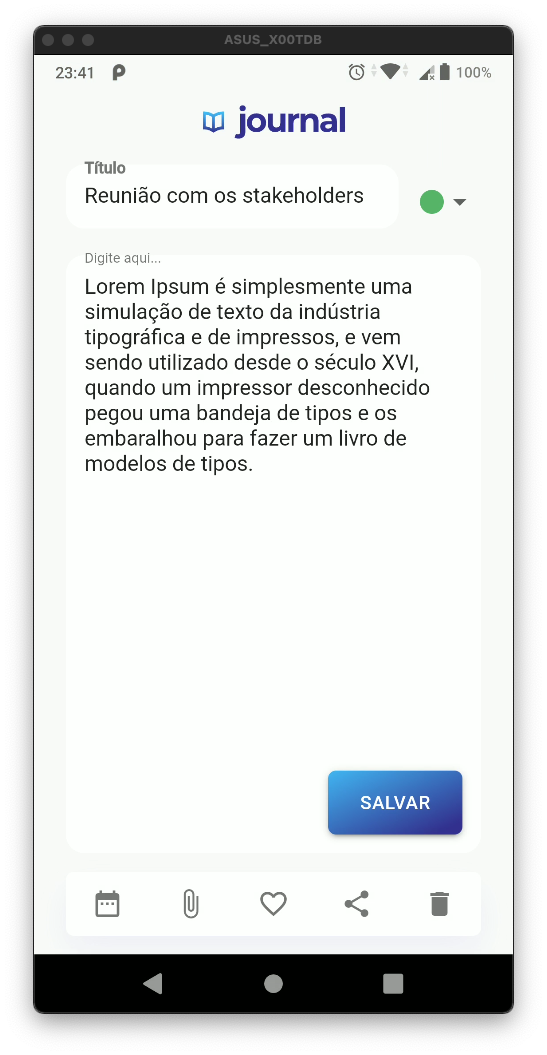 ASUS_X00TDB
23:41
100%
journal
Título
Reunião com os stakeholders
Digite aqui...
Lorem Ipsum é simplesmente uma
simulação de texto da indústria
tipográfica e de impressos, e vem
sendo utilizado desde o século XVI,
quando um impressor desconhecido
pegou uma bandeja de tipos e os
embaralhou para fazer um livro de
modelos de tipos.
SALVAR